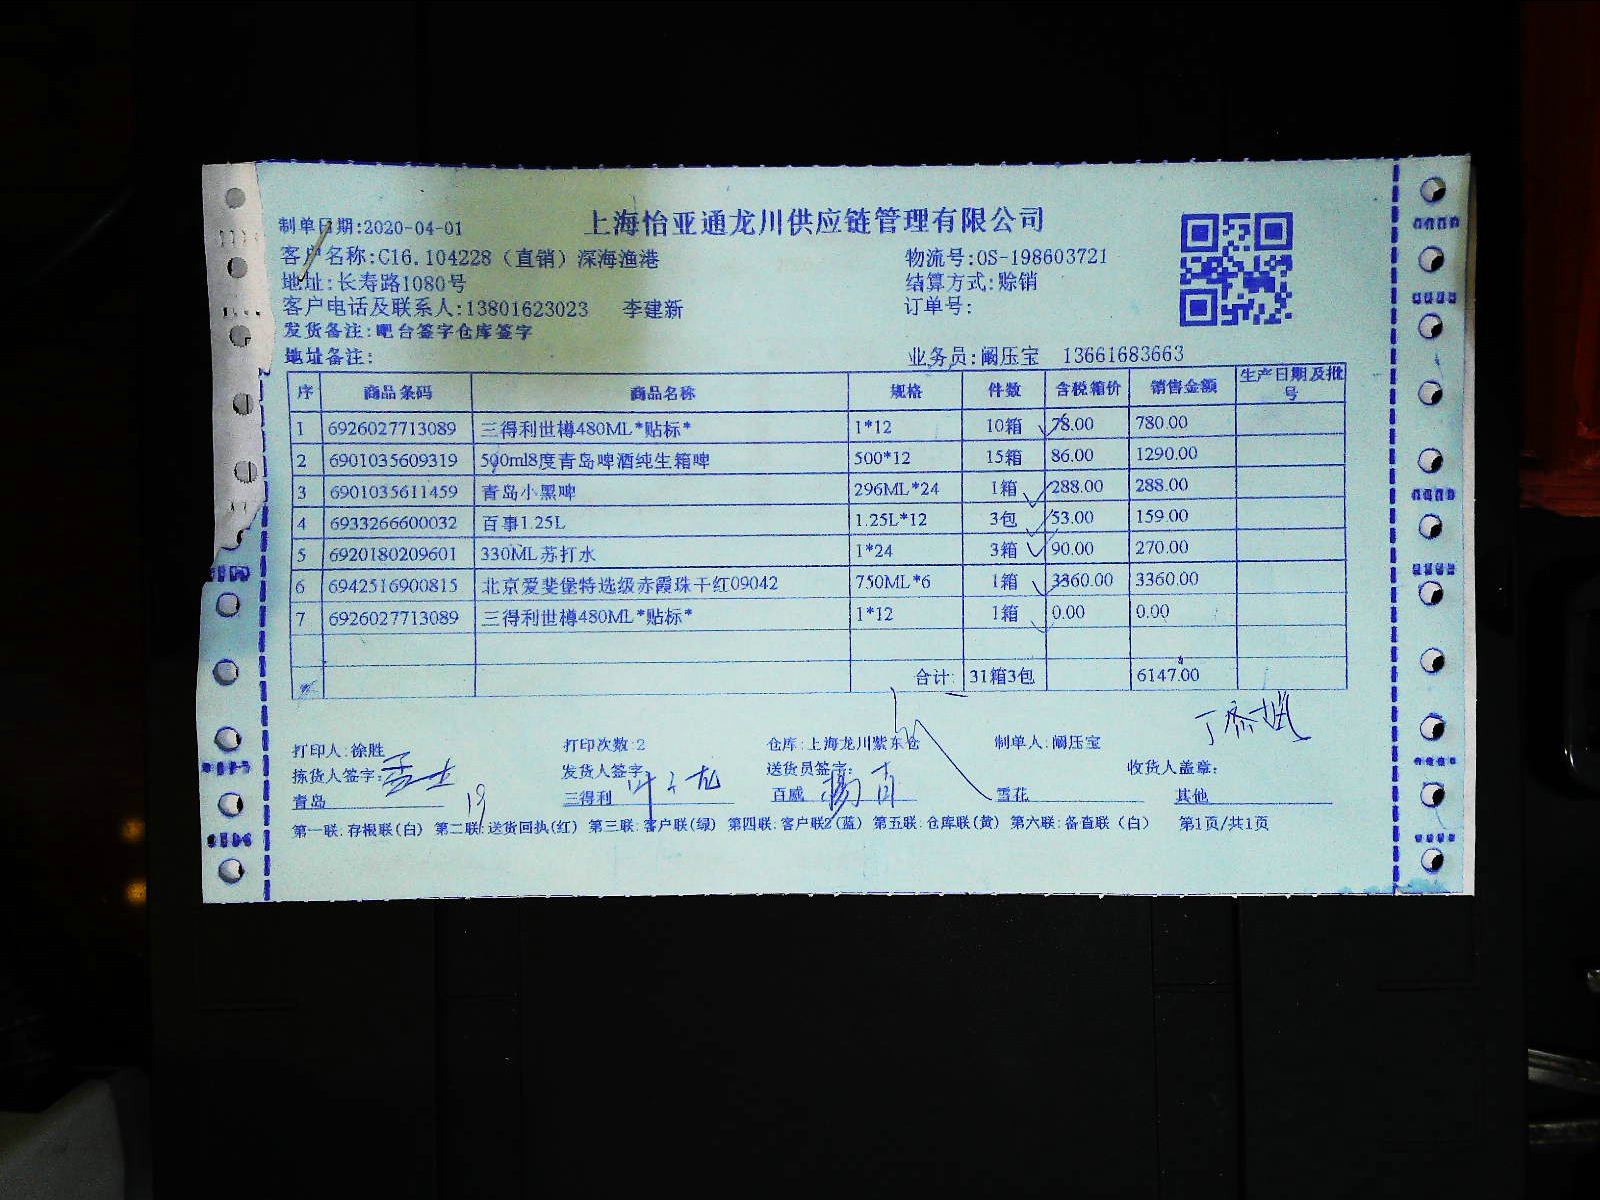 上海怡亚通龙川供应链管理有限公司
制单日期:2020-04-01
客户名称:C16.104228（直销）深海渔港 物流号:OS-198603721
地址:长寿路1080号 结算方式:赊销
客户电话及联系人:13801623023 李建新 订单号:
发货备注:吧台签字仓库签字
地址备注: 业务员:阚压宝 13661683663
序 商品条码 商品名称 规格 件数 含税箱价 销售金额 生产日期及批号
1 6926027713089 三得利世樽480ML*贴标* 1*12 10箱 78.00 780.00
2 6901035609319 500ml8度青岛啤酒纯生箱啤 500*12 15箱 86.00 1290.00
3 6901035611459 青岛小黑啤 296ML*24 1箱 288.00 288.00
4 6933266600032 百事1.25L 1.25L*12 3包 53.00 159.00
5 6920180209601 330ML苏打水 1*24 3箱 90.00 270.00
6 6942516900815 北京爱斐堡特选级赤霞珠干红09042 750ML*6 1箱 3360.00 3360.00
7 6926027713089 三得利世樽480ML*贴标* 1*12 1箱 0.00 0.00
合计: 31箱3包 6147.00
打印人:徐胜 打印次数:2 仓库:上海龙川紫东仓 制单人:阚压宝
拣货人签字: 发货人签字: 送货员签字: 收货人盖章:
青岛 19 三得利 百威 雪花 其他
第一联:存根联(白) 第二联:送货回执(红) 第三联:客户联(绿) 第四联:客户联2(蓝) 第五联:仓库联(黄) 第六联:备查联（白） 第1页/共1页